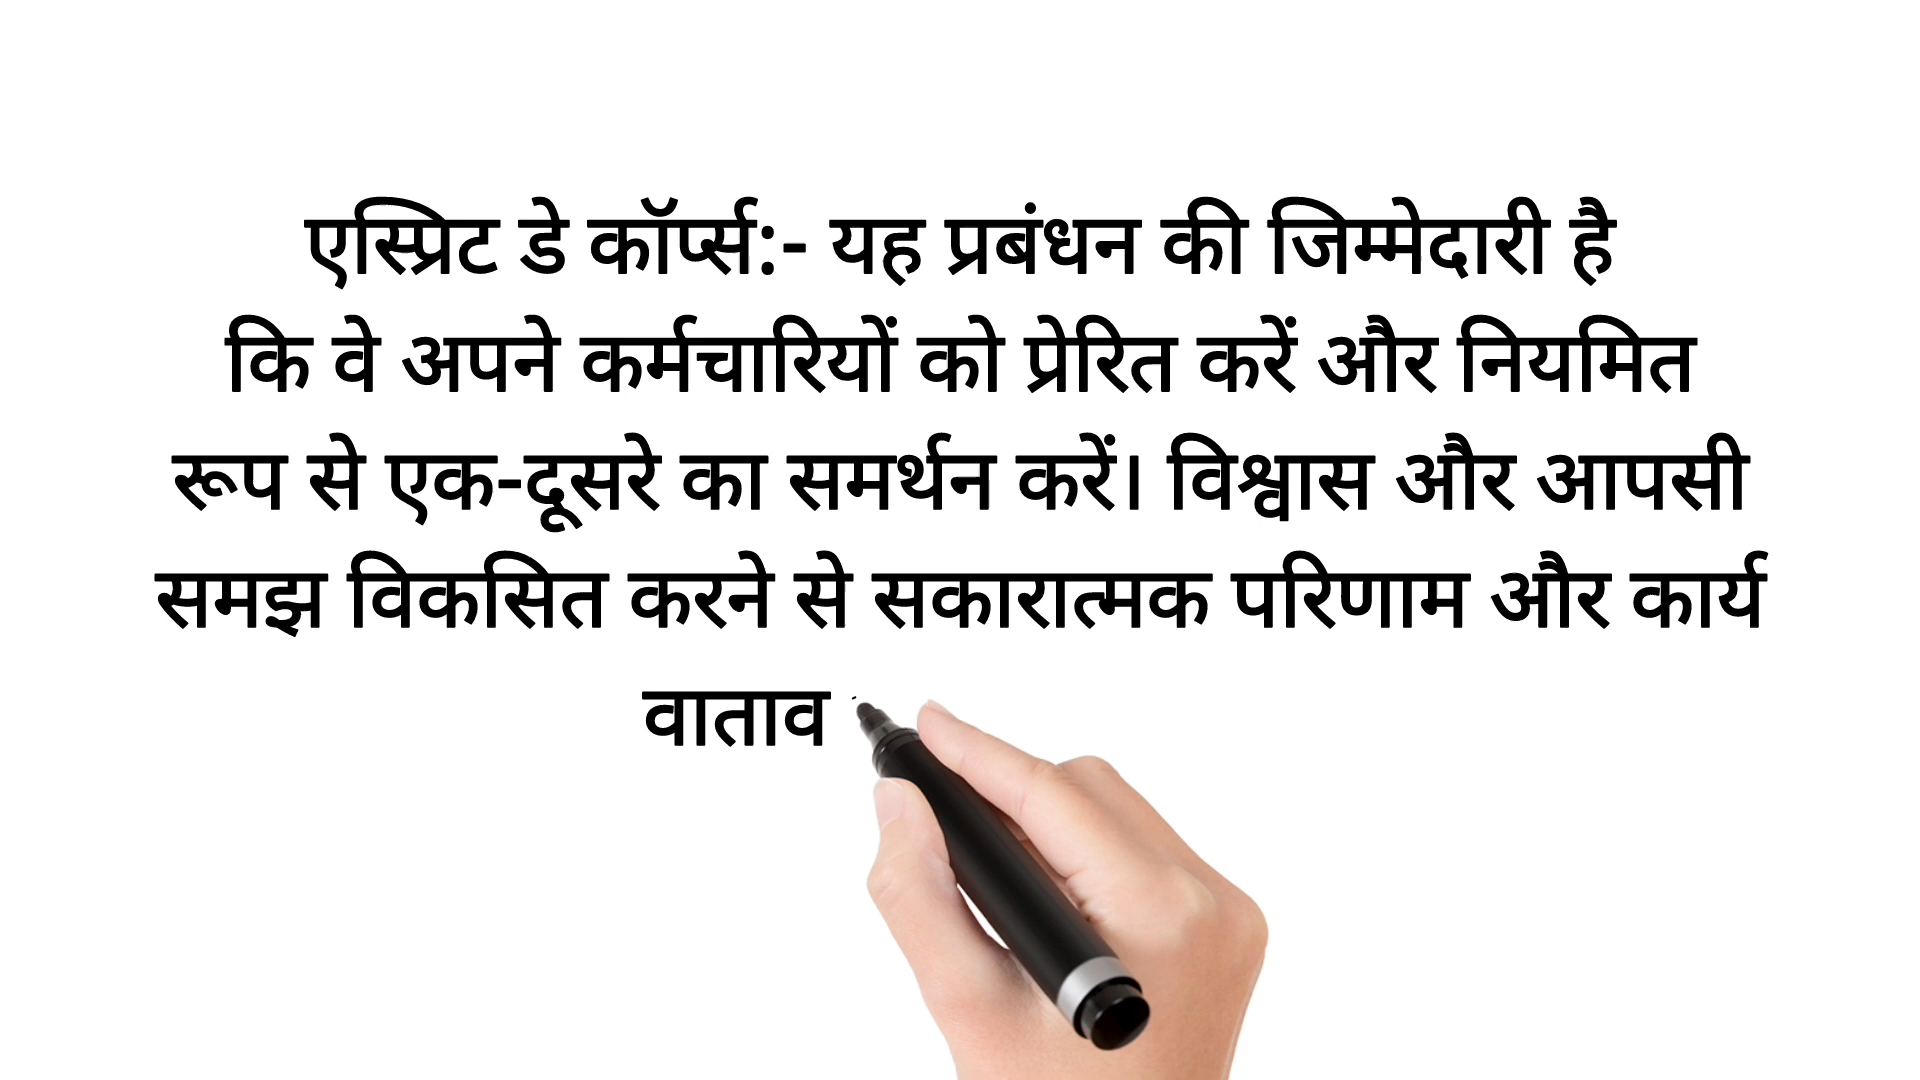 एस्प्रिट डे कॉर्प्स:- यह प्रबंधन की जिम्मेदारी है
कि वे अपने कर्मचारियों को प्रेरित करें और नियमित
रूप से एक-दूसरे का समर्थन करें। विश्वास और आपसी
समझ विकसित करने से सकारात्मक परिणाम और कार्य
वाताव